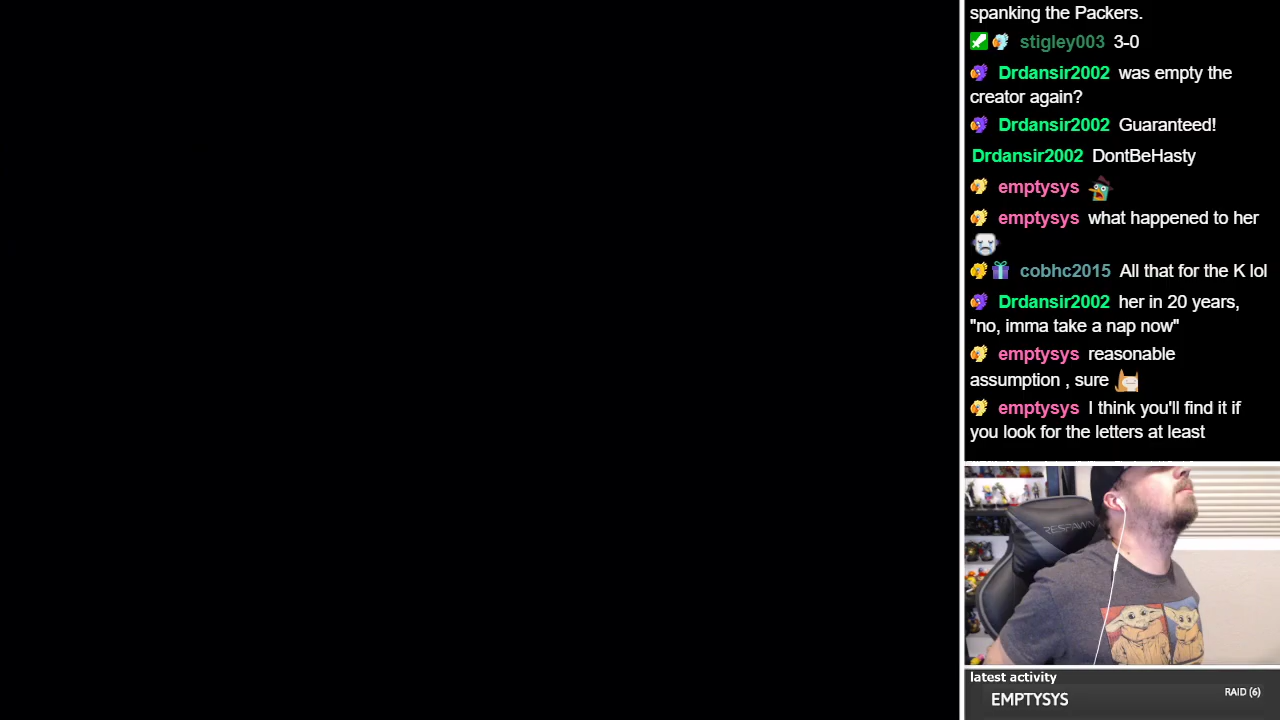 spanking the Packers.
stigley003 3-0
Drdansir2002 was empty the
creator again?
Drdansir2002 Guaranteed!
Drdansir2002 DontBeHasty
emptysys
emptysys what happened to her
cobhc2015 All that for the K lol
Drdansir2002 her in 20 years,
"no, imma take a nap now"
emptysys reasonable
assumption , sure
emptysys I think you'll find it if
you look for the letters at least
RESPAWN
latest activity
EMPTYSYS RAID (6)